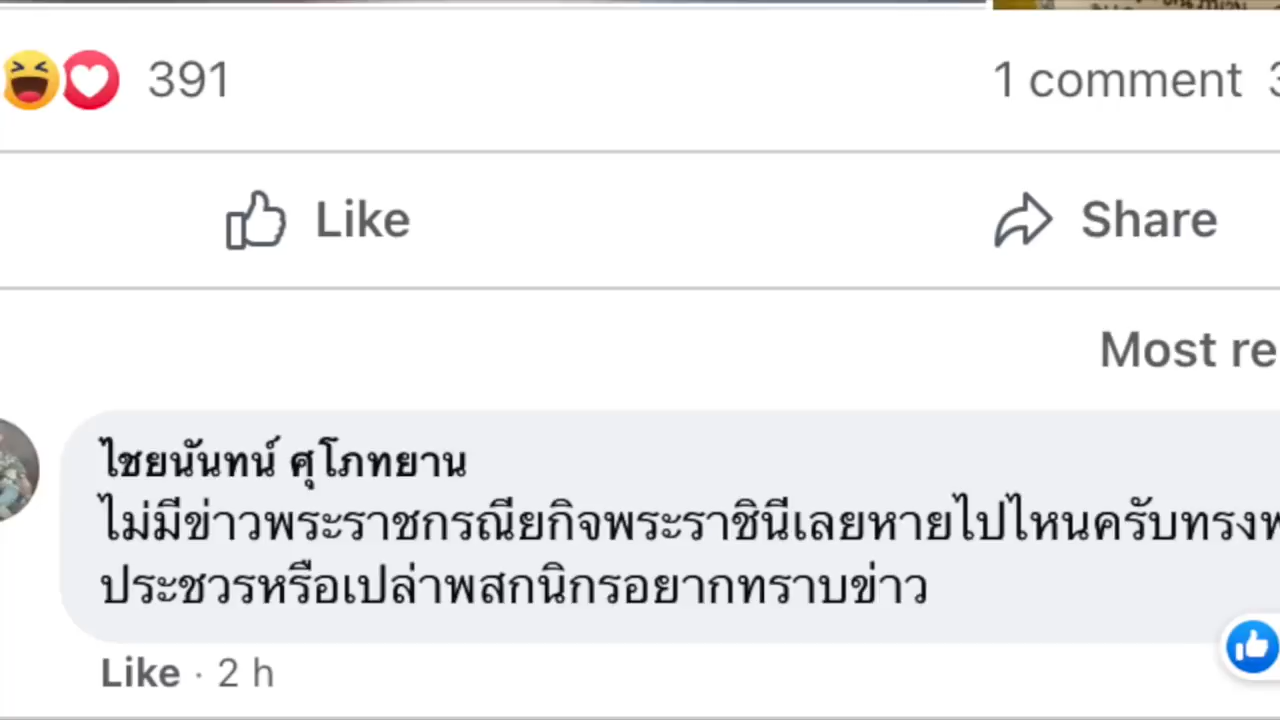 391
1 comment
Like
Share
Most
ไชยนันทน์ ศุโภทยาน
ไม่มีข่าวพระราชกรณียกิจพระราชินีเลยหายไปไหนครับทรง
ประชวรหรือเปล่าพสกนิกรอยากทราบข่าว
Like · 2 h